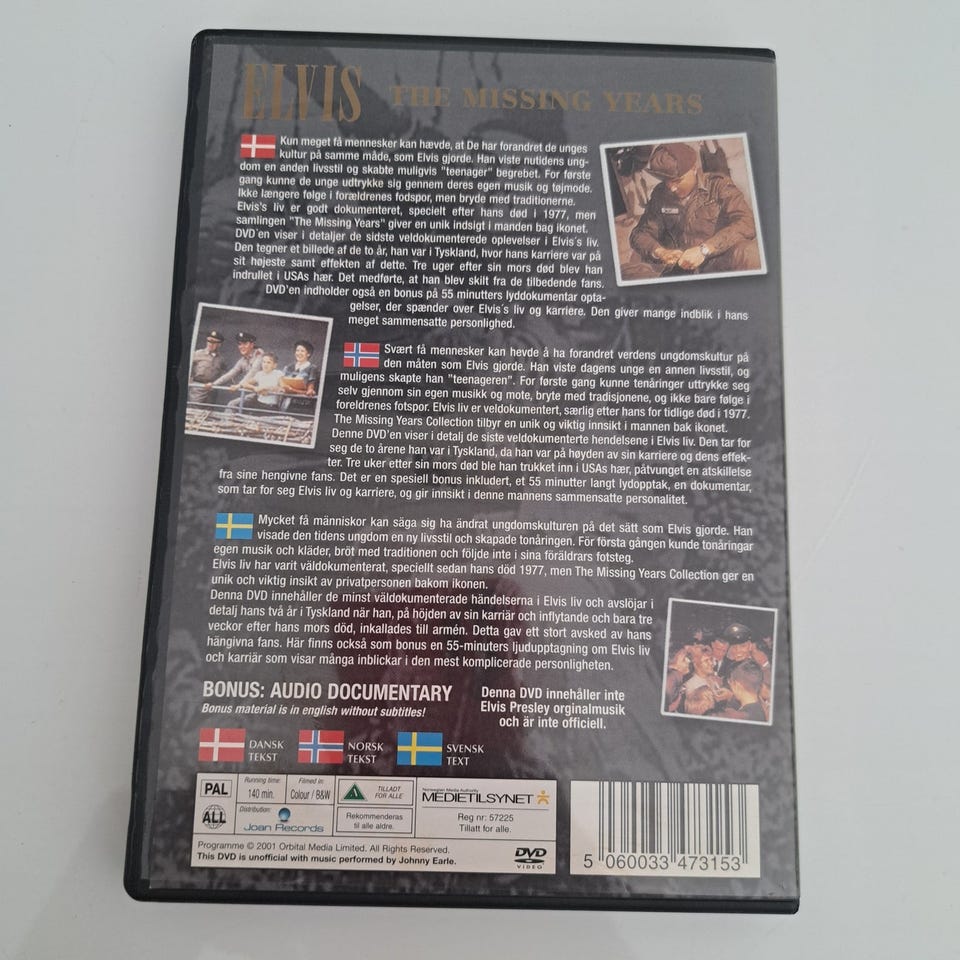 ELVIS THE MISSING YEARS
Kun meget få mennesker kan hævde, at De har forandret de unges
kultur på samme måde, som Elvis gjorde. Han viste nutidens ung-
dom en anden livsstil og skabte muligvis "teenager" begrebet. For første
gang kunne de unge udtrykke sig gennem deres egen musik og tøjmode.
Ikke længere følge i forældrenes fodspor, men bryde med traditionerne.
Elvis's liv er godt dokumenteret, specielt efter hans død i 1977, men
samlingen "The Missing Years" giver en unik indsigt i manden bag ikonet.
DVD'en viser i detaljer de sidste veldokumenterede oplevelser i Elvis's liv.
Den tegner et billede af de to år, han var i Tyskland, hvor hans karriere var på
sit højeste samt effekten af dette. Tre uger efter sin mors død blev han
indrullet i USAs hær. Det medførte, at han blev skilt fra de tilbedende fans.
DVD'en indholder også en bonus på 55 minutters lyddokumentar opta-
gelser, der spænder over Elvis's liv og karriere. Den giver mange indblik i hans
meget sammensatte personlighed.
Svært få mennesker kan hevde å ha forandret verdens ungdomskultur på
den måten som Elvis gjorde. Han viste dagens unge en annen livsstil, og
muligens skapte han "teenageren". For første gang kunne tenåringer uttrykke seg
selv gjennom sin egen musikk og mote, bryte med tradisjonene, og ikke bare følge i
foreldrenes fotspor. Elvis liv er veldokumentert, særlig etter hans for tidlige død i 1977.
The Missing Years Collection tilbyr en unik og viktig innsikt i mannen bak ikonet.
Denne DVD'en viser i detalj de siste veldokumenterte hendelsene i Elvis liv. Den tar for
seg de to årene han var i Tyskland, da han var på høyden av sin karriere og dens effek-
ter. Tre uker etter sin mors død ble han trukket inn i USAs hær, påtvunget en atskillelse
fra sine hengivne fans. Det er en spesiell bonus inkludert, et 55 minutter langt lydopptak, en dokumentar,
som tar for seg Elvis liv og karriere, og gir innsikt i denne mannens sammensatte personalitet.
Mycket få människor kan säga sig ha ändrat ungdomskulturen på det sätt som Elvis gjorde. Han
visade den tidens ungdom en ny livsstil och skapade tonåringen. För första gången kunde tonåringar
egen musik och kläder, bröt med traditionen och följde inte i sina föräldrars fotsteg.
Elvis liv har varit väldokumenterat, speciellt sedan hans död 1977, men The Missing Years Collection ger en
unik och viktig insikt av privatpersonen bakom ikonen.
Denna DVD innehåller de minst väldokumenterade händelserna i Elvis liv och avslöjar i
detalj hans två år i Tyskland när han, på höjden av sin karriär och inflytande och bara tre
veckor efter hans mors död, inkallades till armén. Detta gav ett stort avsked av hans
hängivna fans. Här finns också som bonus en 55-minuters ljudupptagning om Elvis liv
och karriär som visar många inblickar i den mest komplicerade personligheten.
BONUS: AUDIO DOCUMENTARY
Bonus material is in english without subtitles!
Denna DVD innehåller inte
Elvis Presley orginalmusik
och är inte officiell.
DANSK
TEKST
NORSK
TEKST
SVENSK
TEXT
PAL
ALL
Running time:
140 min.
Filmed in:
Colour / B&W
Distribution:
Joan Records
A
TILLADT
FOR ALLE
Rekommenderas
til alle aldre.
Norwegian Media Authority
MEDIETILSYNET
Reg nr: 57225
Tillatt for alle.
Programme © 2001 Orbital Media Limited. All Rights Reserved.
This DVD is unofficial with music performed by Johnny Earle.
DVD
VIDEO
5 060033 473153